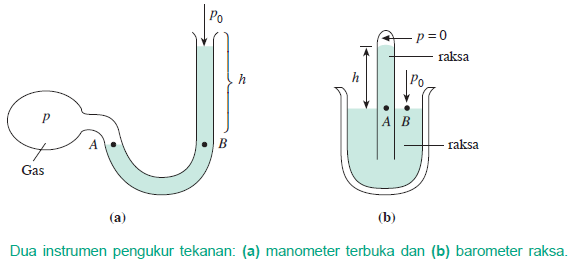 p0
h
p
A
B
Gas
(a)
p = 0
raksa
h
p0
A B
raksa
(b)
Dua instrumen pengukur tekanan: (a) manometer terbuka dan (b) barometer raksa.